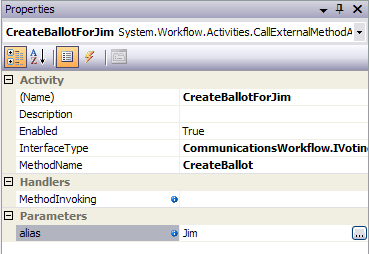 Properties
CreateBallotForJim System.Workflow.Activities.CallExternalMethodA
Activity
(Name) CreateBallotForJim
Description
Enabled True
InterfaceType CommunicationsWorkflow.IVoting
MethodName CreateBallot
Handlers
MethodInvoking
Parameters
alias Jim ...